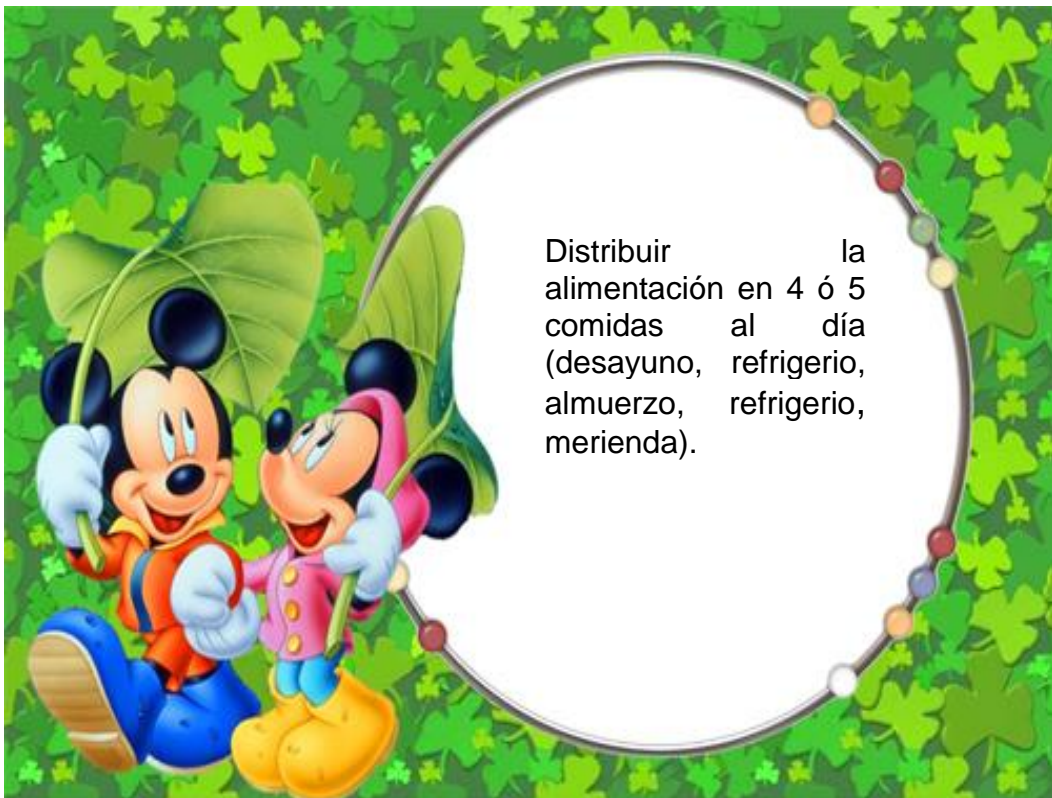 Distribuir la
alimentación en 4 ó 5
comidas al día
(desayuno, refrigerio,
almuerzo, refrigerio,
merienda).